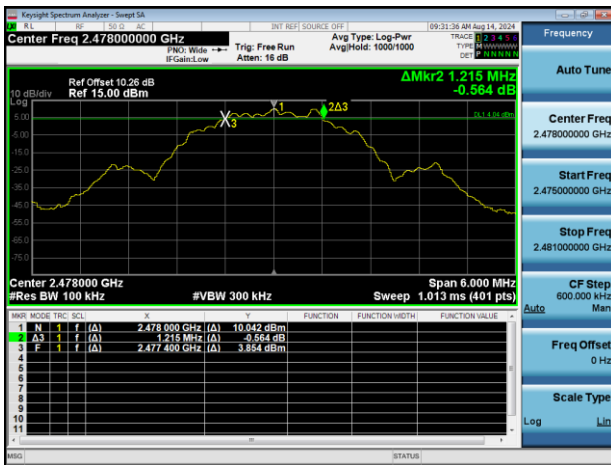 Keysight Spectrum Analyzer - Swept SA
RL RF 50 Ω AC INT REF SOURCE OFF 09:31:36 AM Aug 14, 2024
Center Freq 2.478000000 GHz
PNO: Wide
IFGain:Low
Trig: Free Run
Atten: 16 dB
Avg Type: Log-Pwr
Avg|Hold: 1000/1000
TRACE 1 2 3 4 5 6
TYPE M W W W W W
DET P N N N N N
Ref Offset 10.26 dB
Ref 15.00 dBm
10 dB/div
Log
ΔMkr2 1.215 MHz
-0.564 dB
5.00
-5.00
-15.0
-25.0
-35.0
-45.0
-55.0
-65.0
-75.0
1
2Δ3
3
DL1 4.04 dBm
Center 2.478000 GHz
Span 6.000 MHz
#Res BW 100 kHz
#VBW 300 kHz
Sweep 1.013 ms (401 pts)
MKR MODE TRC SCL X Y FUNCTION FUNCTION WIDTH FUNCTION VALUE
1 N 1 f (Δ) 2.478 000 GHz (Δ) 10.042 dBm
2 Δ3 1 f (Δ) 1.215 MHz (Δ) -0.564 dB
3 F 1 f (Δ) 2.477 400 GHz (Δ) 3.854 dBm
4
5
6
7
8
9
10
11
MSG
STATUS
Frequency
Auto Tune
Center Freq
2.478000000 GHz
Start Freq
2.475000000 GHz
Stop Freq
2.481000000 GHz
CF Step
600.000 kHz
Auto Man
Freq Offset
0 Hz
Scale Type
Log Lin